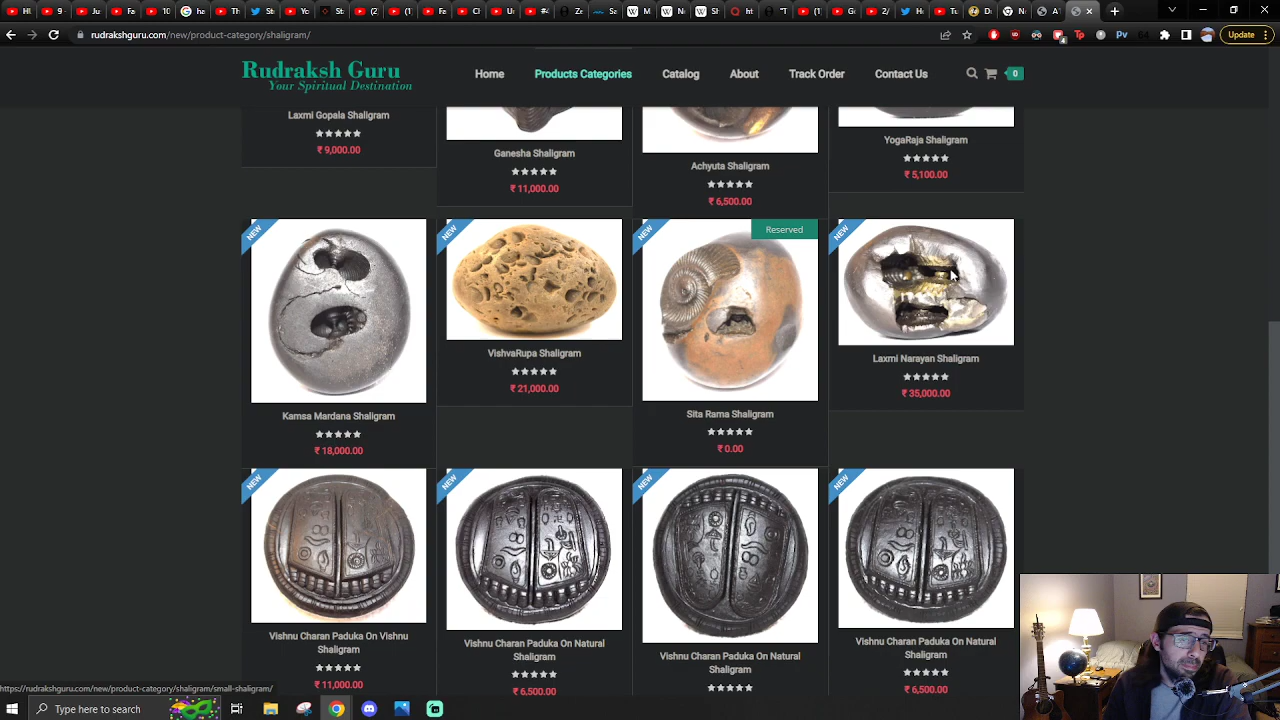 rudrakshguru.com/new/product-category/shaligram/
Update
Rudraksh Guru
Your Spiritual Destination
Home
Products Categories
Catalog
About
Track Order
Contact Us
0
Laxmi Gopala Shaligram
₹ 9,000.00
Ganesha Shaligram
₹ 11,000.00
Achyuta Shaligram
₹ 6,500.00
YogaRaja Shaligram
₹ 5,100.00
NEW
Kamsa Mardana Shaligram
₹ 18,000.00
NEW
VishvaRupa Shaligram
₹ 21,000.00
NEW
Reserved
Sita Rama Shaligram
₹ 0.00
NEW
Laxmi Narayan Shaligram
₹ 35,000.00
NEW
Vishnu Charan Paduka On Vishnu
Shaligram
₹ 11,000.00
NEW
Vishnu Charan Paduka On Natural
Shaligram
₹ 6,500.00
NEW
Vishnu Charan Paduka On Natural
Shaligram
NEW
Vishnu Charan Paduka On Natural
Shaligram
₹ 6,500.00
https://rudrakshguru.com/new/product-category/shaligram/small-shaligram/
Type here to search